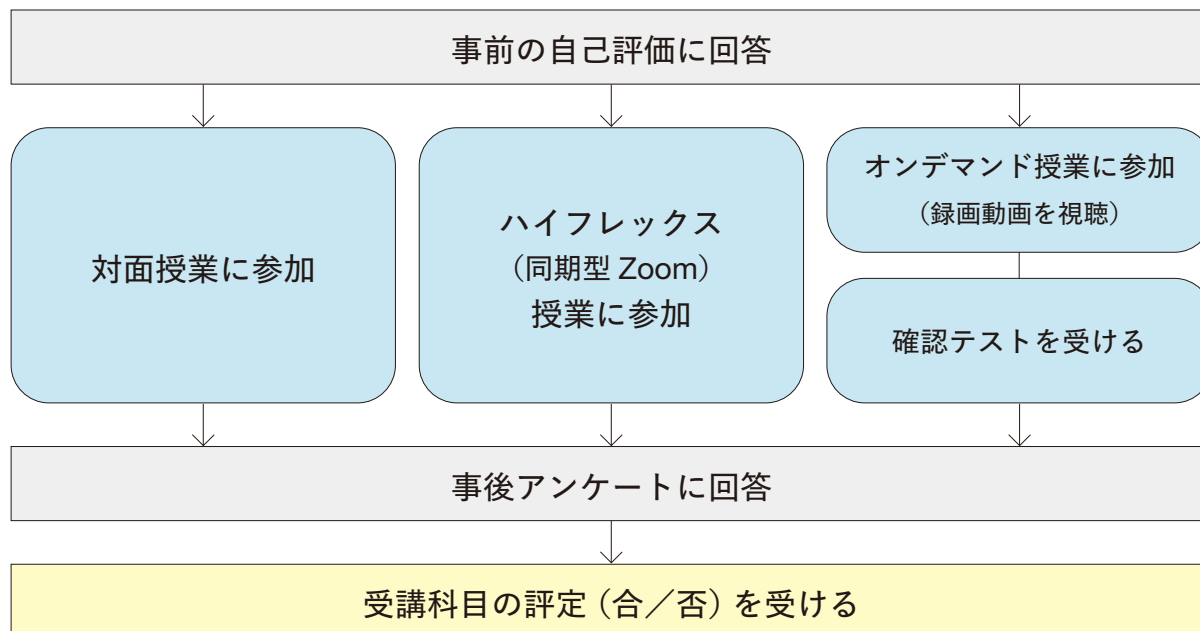 事前の自己評価に回答
対面授業に参加
ハイフレックス
（同期型 Zoom）
授業に参加
オンデマンド授業に参加
（録画動画を視聴）
確認テストを受ける
事後アンケートに回答
受講科目の評定（合／否）を受ける